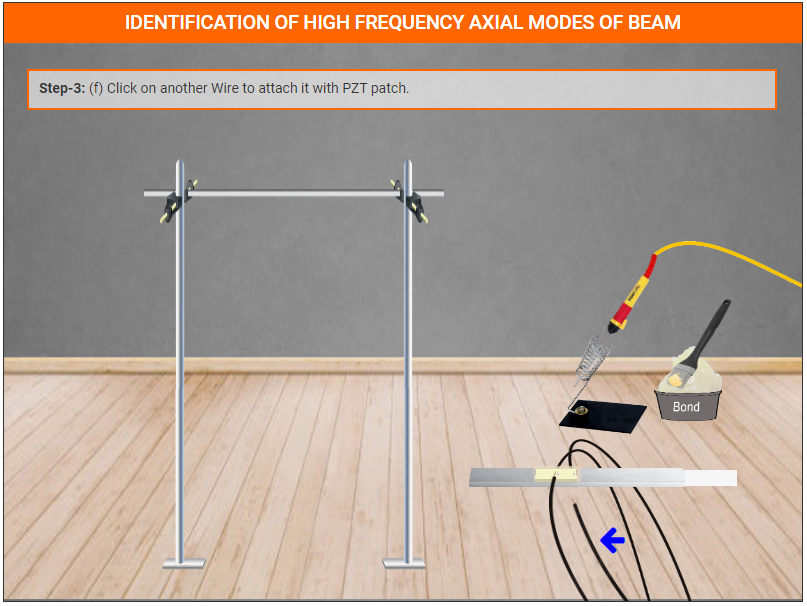 IDENTIFICATION OF HIGH FREQUENCY AXIAL MODES OF BEAM
Step-3: (f) Click on another Wire to attach it with PZT patch.
Bond